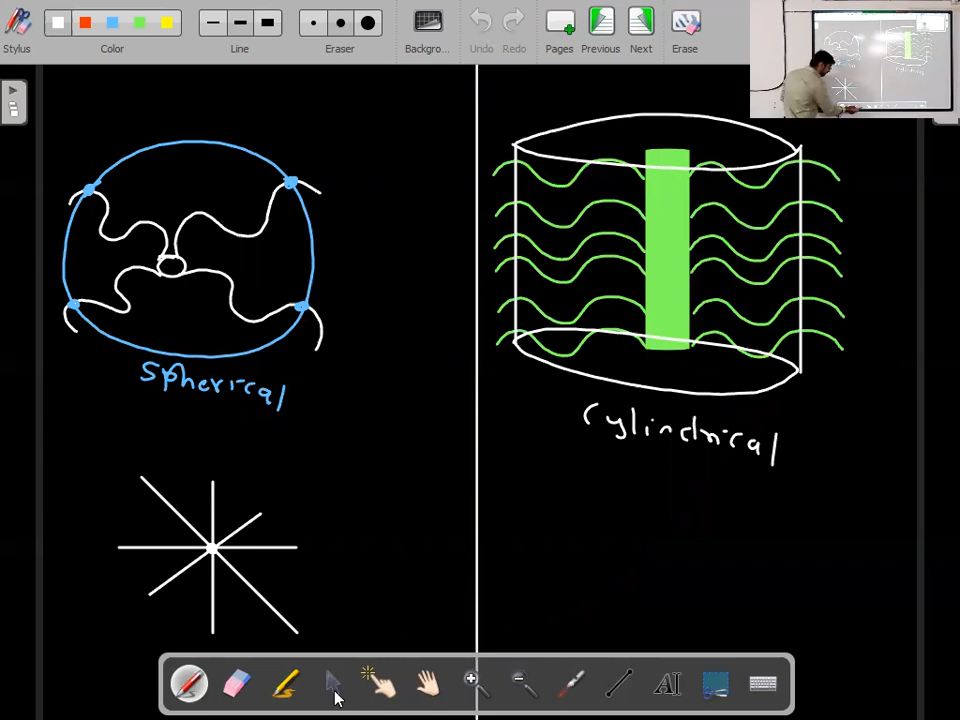 Stylus
Color
Line
Eraser
Backgro...
Undo
Redo
Pages
Previous
Next
Erase
Spherical
Cylindrical